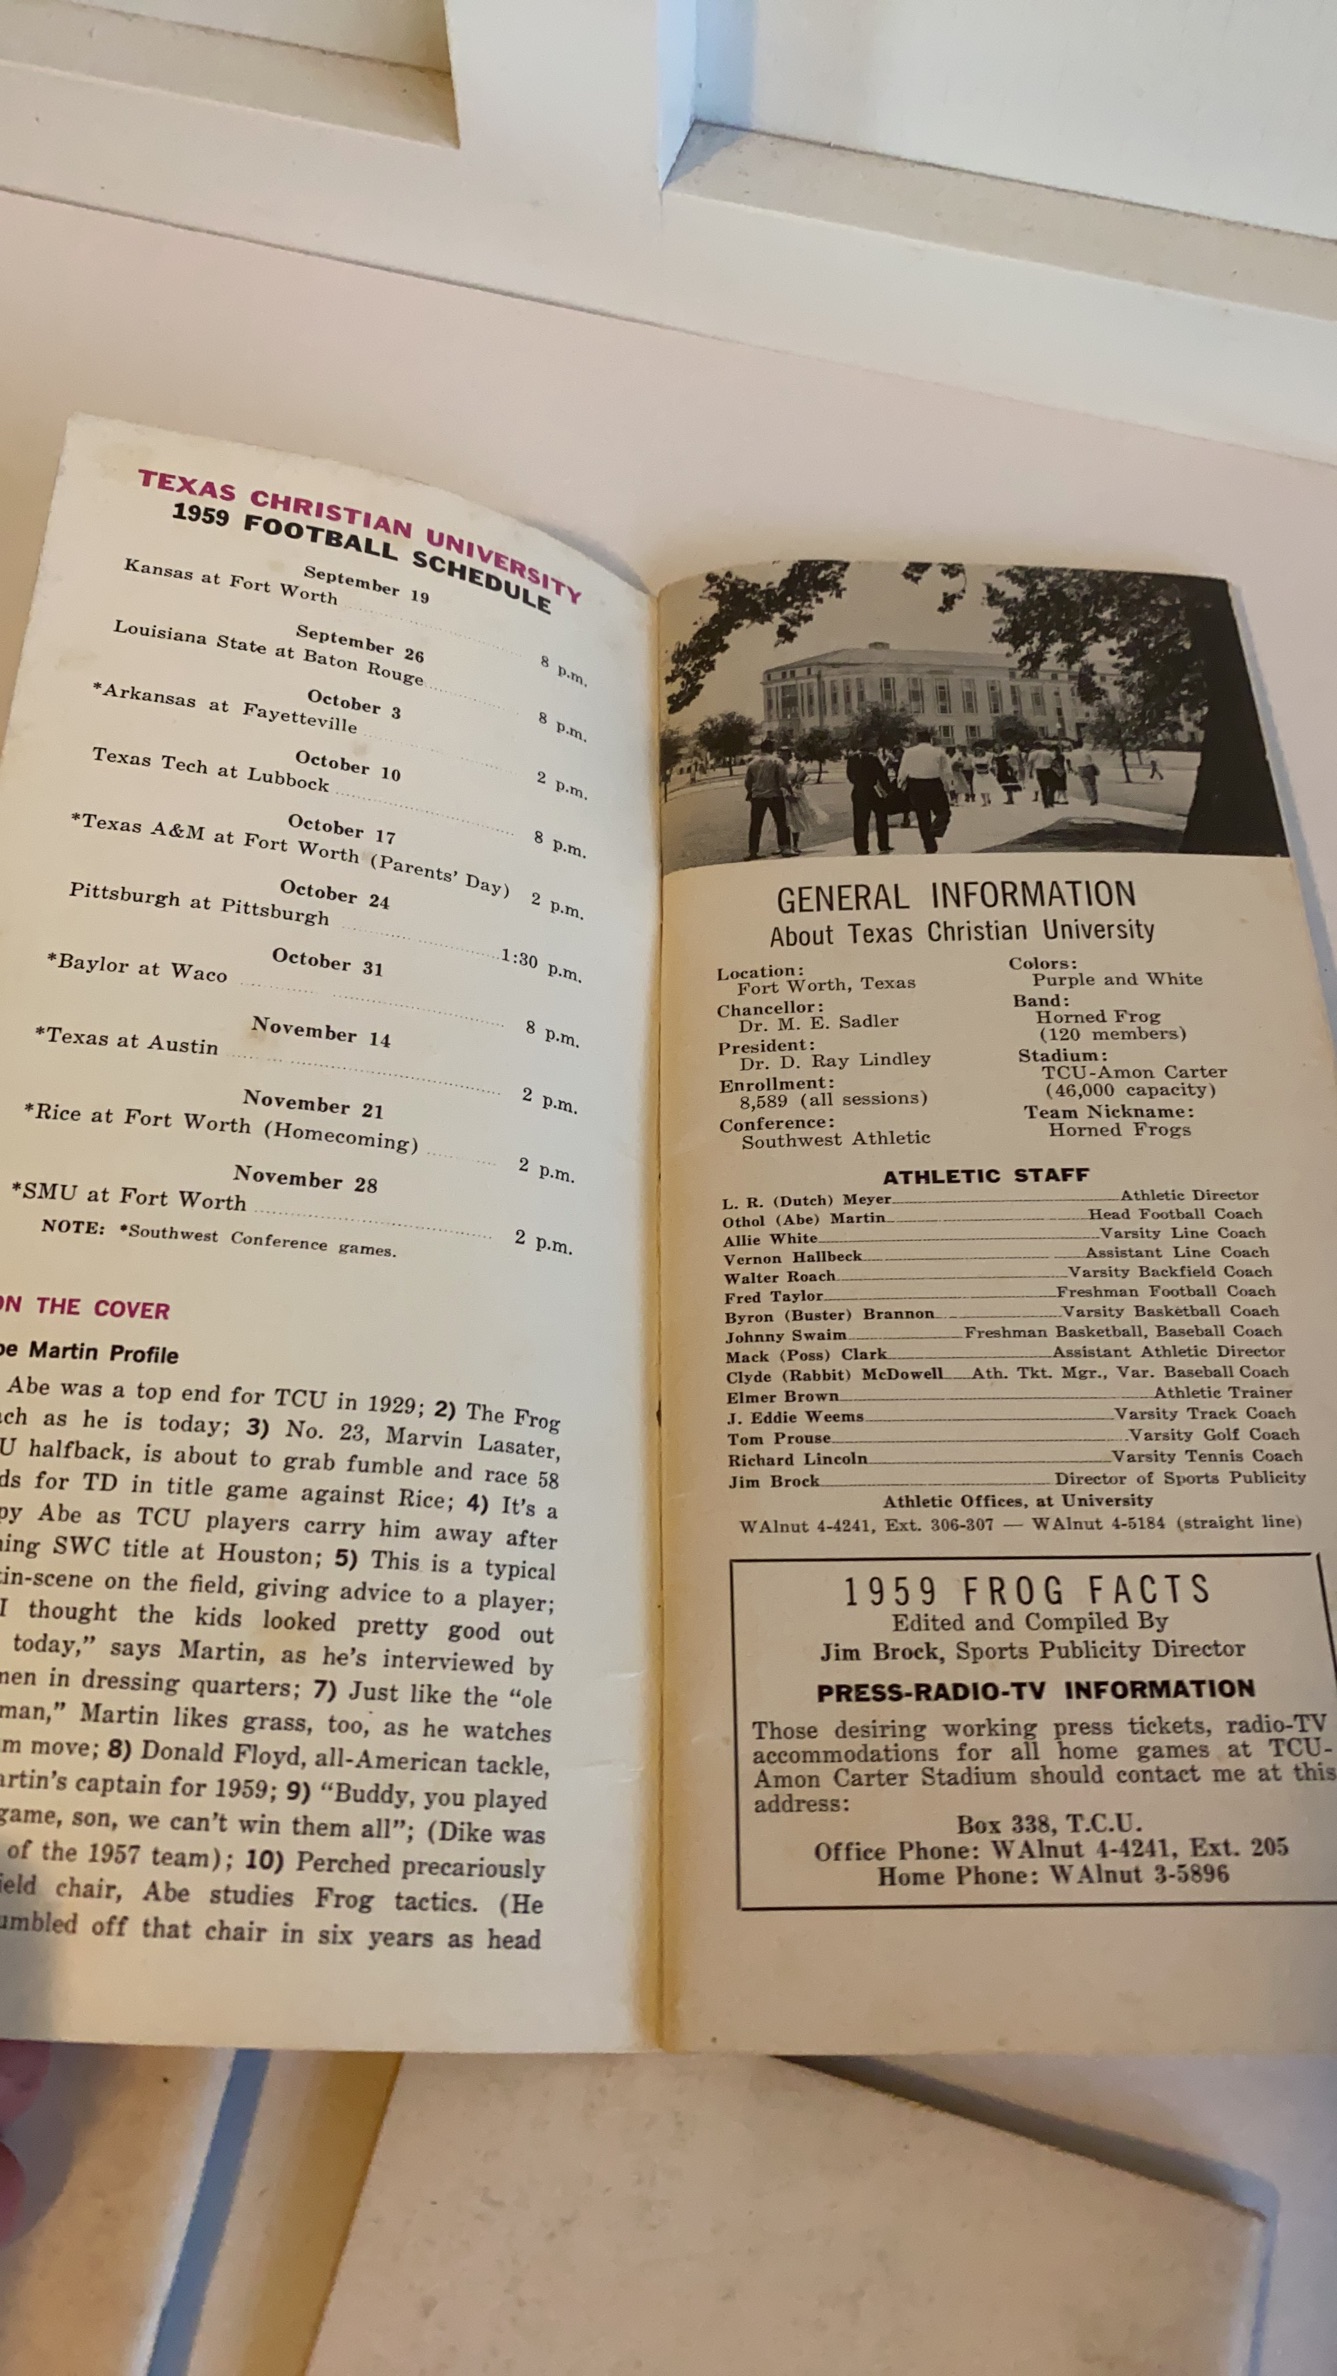 TEXAS CHRISTIAN UNIVERSITY
1959 FOOTBALL SCHEDULE
September 19
Kansas at Fort Worth 8 p.m.
September 26
Louisiana State at Baton Rouge 8 p.m.
October 3
*Arkansas at Fayetteville 2 p.m.
October 10
Texas Tech at Lubbock 8 p.m.
October 17
*Texas A&M at Fort Worth (Parents' Day) 2 p.m.
October 24
Pittsburgh at Pittsburgh 1:30 p.m.
October 31
*Baylor at Waco 8 p.m.
November 14
*Texas at Austin 2 p.m.
November 21
*Rice at Fort Worth (Homecoming) 2 p.m.
November 28
*SMU at Fort Worth 2 p.m.
NOTE: *Southwest Conference games.
ON THE COVER
be Martin Profile
Abe was a top end for TCU in 1929; 2) The Frog
ach as he is today; 3) No. 23, Marvin Lasater,
U halfback, is about to grab fumble and race 58
ds for TD in title game against Rice; 4) It's a
py Abe as TCU players carry him away after
ning SWC title at Houston; 5) This is a typical
tin-scene on the field, giving advice to a player;
I thought the kids looked pretty good out
today," says Martin, as he's interviewed by
men in dressing quarters; 7) Just like the "ole
man," Martin likes grass, too, as he watches
m move; 8) Donald Floyd, all-American tackle,
artin's captain for 1959; 9) "Buddy, you played
game, son, we can't win them all"; (Dike was
of the 1957 team); 10) Perched precariously
ield chair, Abe studies Frog tactics. (He
umbled off that chair in six years as head
GENERAL INFORMATION
About Texas Christian University
Location:
Fort Worth, Texas
Chancellor:
Dr. M. E. Sadler
President:
Dr. D. Ray Lindley
Enrollment:
8,589 (all sessions)
Conference:
Southwest Athletic
Colors:
Purple and White
Band:
Horned Frog
(120 members)
Stadium:
TCU-Amon Carter
(46,000 capacity)
Team Nickname:
Horned Frogs
ATHLETIC STAFF
L. R. (Dutch) Meyer Athletic Director
Othol (Abe) Martin Head Football Coach
Allie White Varsity Line Coach
Vernon Hallbeck Assistant Line Coach
Walter Roach Varsity Backfield Coach
Fred Taylor Freshman Football Coach
Byron (Buster) Brannon Varsity Basketball Coach
Johnny Swaim Freshman Basketball, Baseball Coach
Mack (Poss) Clark Assistant Athletic Director
Clyde (Rabbit) McDowell Ath. Tkt. Mgr., Var. Baseball Coach
Elmer Brown Athletic Trainer
J. Eddie Weems Varsity Track Coach
Tom Prouse Varsity Golf Coach
Richard Lincoln Varsity Tennis Coach
Jim Brock Director of Sports Publicity
Athletic Offices, at University
WAlnut 4-4241, Ext. 306-307 — WAlnut 4-5184 (straight line)
1959 FROG FACTS
Edited and Compiled By
Jim Brock, Sports Publicity Director
PRESS-RADIO-TV INFORMATION
Those desiring working press tickets, radio-TV
accommodations for all home games at TCU-
Amon Carter Stadium should contact me at this
address:
Box 338, T.C.U.
Office Phone: WAlnut 4-4241, Ext. 205
Home Phone: WAlnut 3-5896